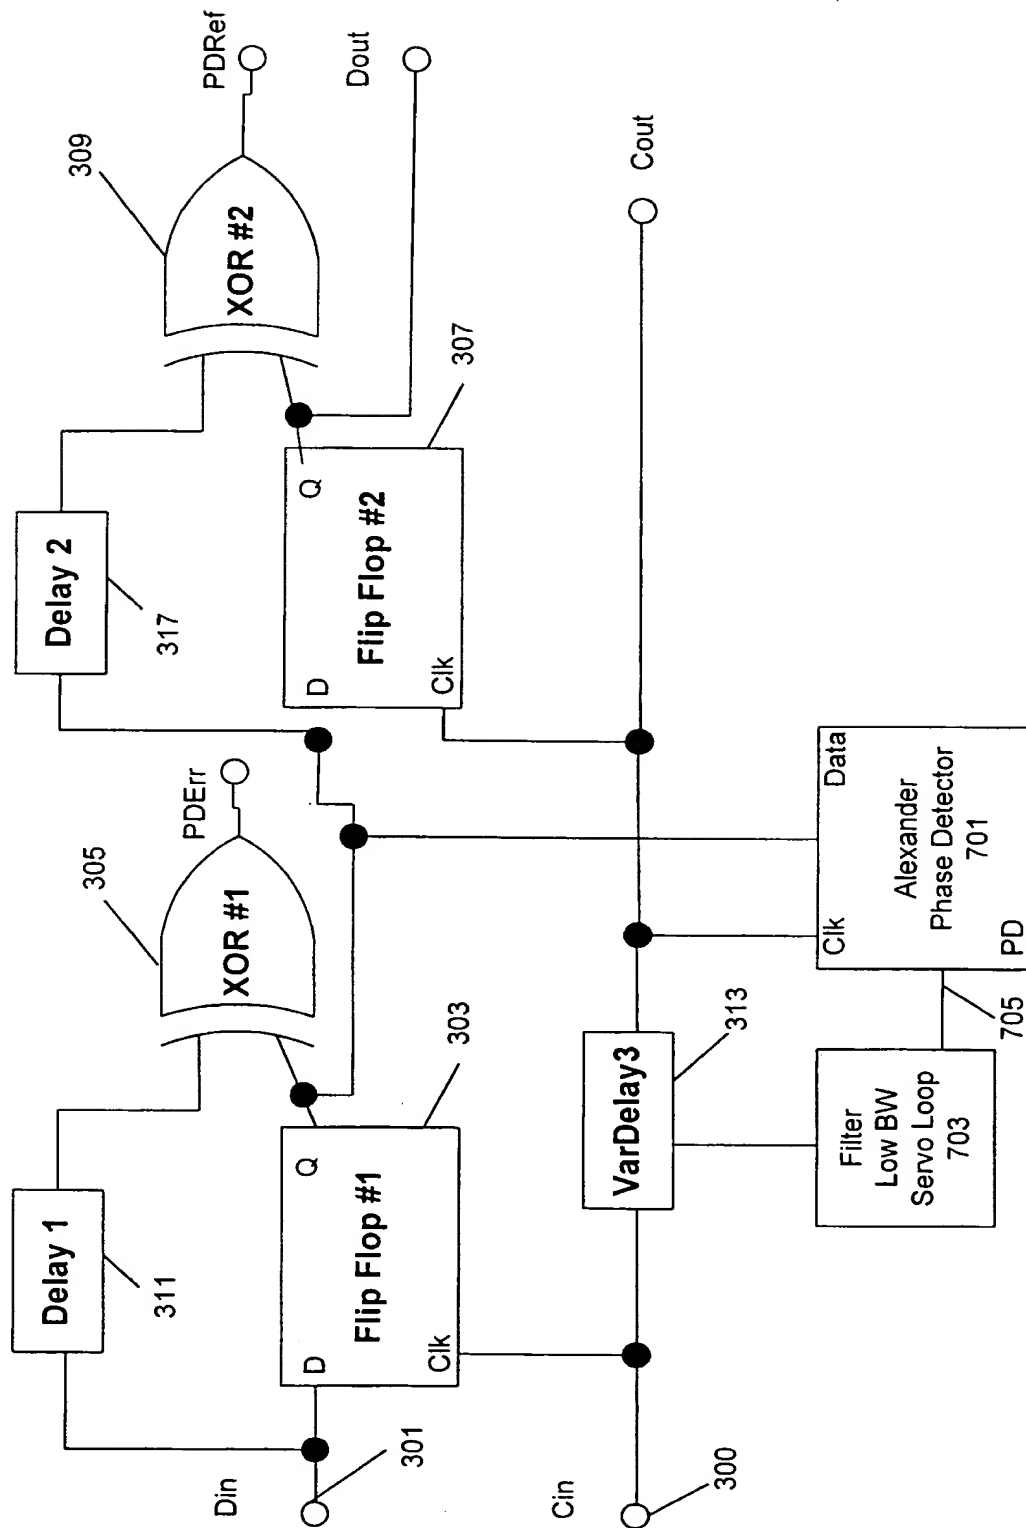 Delay 1
311
305
XOR #1
PDErr
Delay 2
317
309
XOR #2
PDRef
Din
301
D
Q
Flip Flop #1
Clk
303
D
Q
Flip Flop #2
Clk
307
Dout
Cin
300
VarDelay3
313
Cout
Filter
Low BW
Servo Loop
703
705
Clk
Data
Alexander
Phase Detector
701
PD